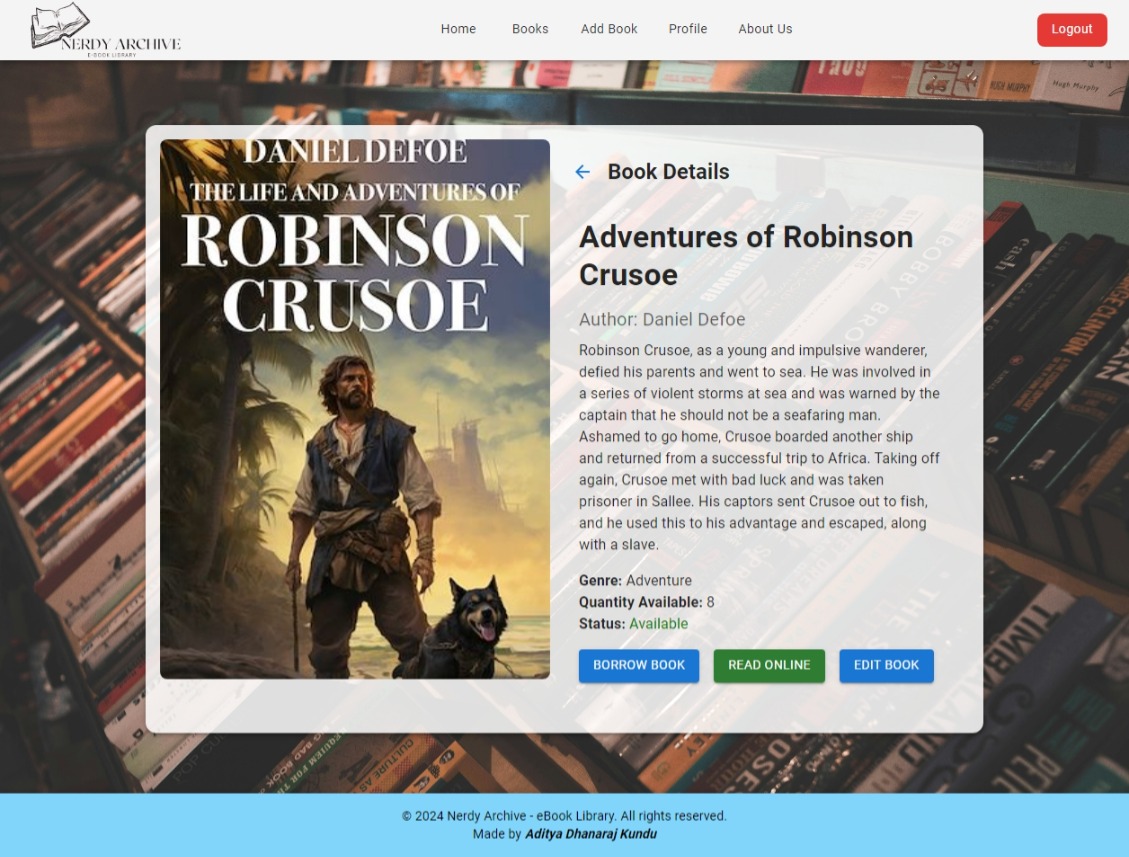 NERDY ARCHIVE
E-BOOK LIBRARY
Home Books Add Book Profile About Us
Logout
HUGH MURPHY
Hugh Murphy
DANIEL DEFOE
THE LIFE AND ADVENTURES OF
ROBINSON
CRUSOE
← Book Details
Adventures of Robinson
Crusoe
Author: Daniel Defoe
Robinson Crusoe, as a young and impulsive wanderer,
defied his parents and went to sea. He was involved in
a series of violent storms at sea and was warned by the
captain that he should not be a seafaring man.
Ashamed to go home, Crusoe boarded another ship
and returned from a successful trip to Africa. Taking off
again, Crusoe met with bad luck and was taken
prisoner in Sallee. His captors sent Crusoe out to fish,
and he used this to his advantage and escaped, along
with a slave.
Genre: Adventure
Quantity Available: 8
Status: Available
BORROW BOOK READ ONLINE EDIT BOOK
cash
CLINTON
© 2024 Nerdy Archive - eBook Library. All rights reserved.
Made by Aditya Dhanaraj Kundu